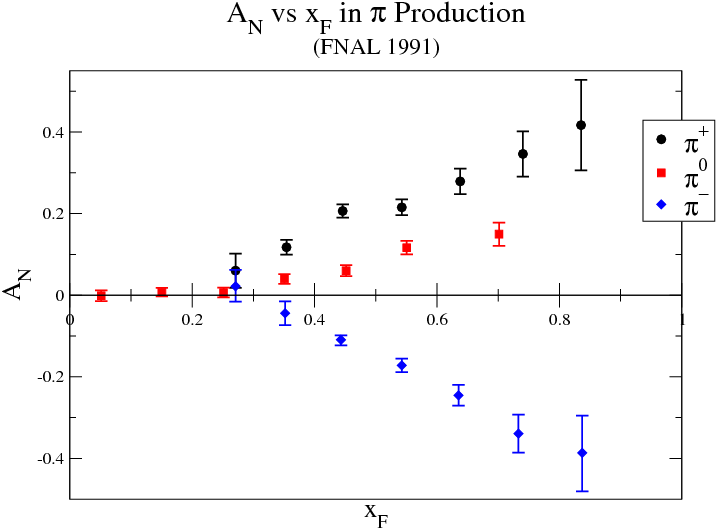 A_N vs x_F in π Production
(FNAL 1991)
π+
π0
π−
0.4
0.2
0
-0.2
-0.4
A_N
0 0.2 0.4 0.6 0.8 1
x_F